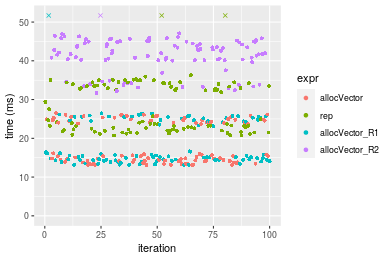 50
40
30
20
10
0
time (ms)
0
25
50
75
100
iteration
expr
allocVector
rep
allocVector_R1
allocVector_R2